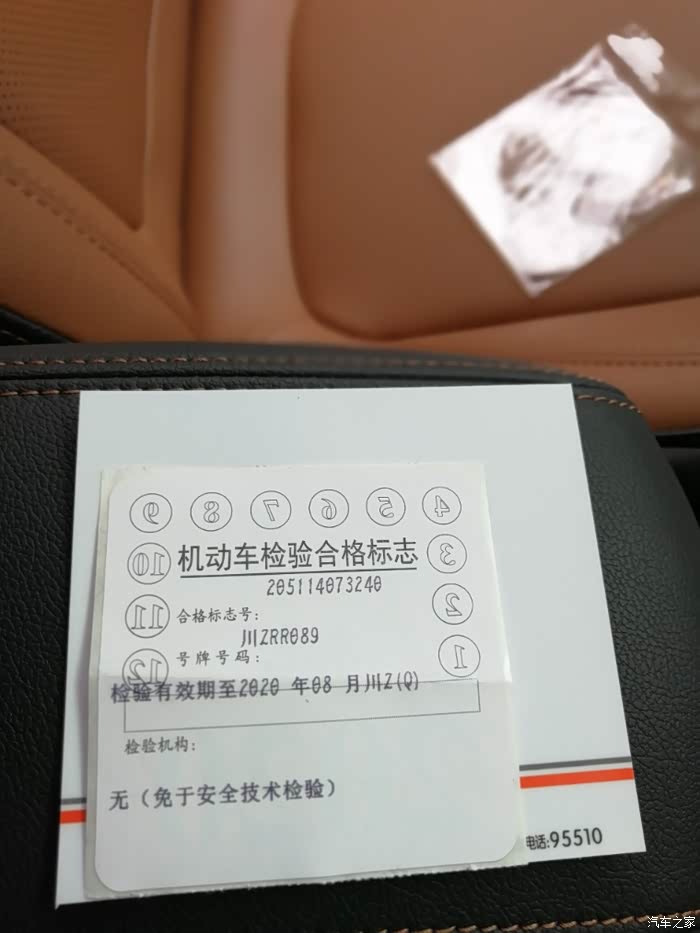 9 8 7 6 5 4
10 机动车检验合格标志 3
205114073240
11 合格标志号： 2
川ZRR089
12 号牌号码： 1
检验有效期至2020 年08 月川Z(Q)
检验机构：
无（免于安全技术检验）
电话:95510
汽车之家